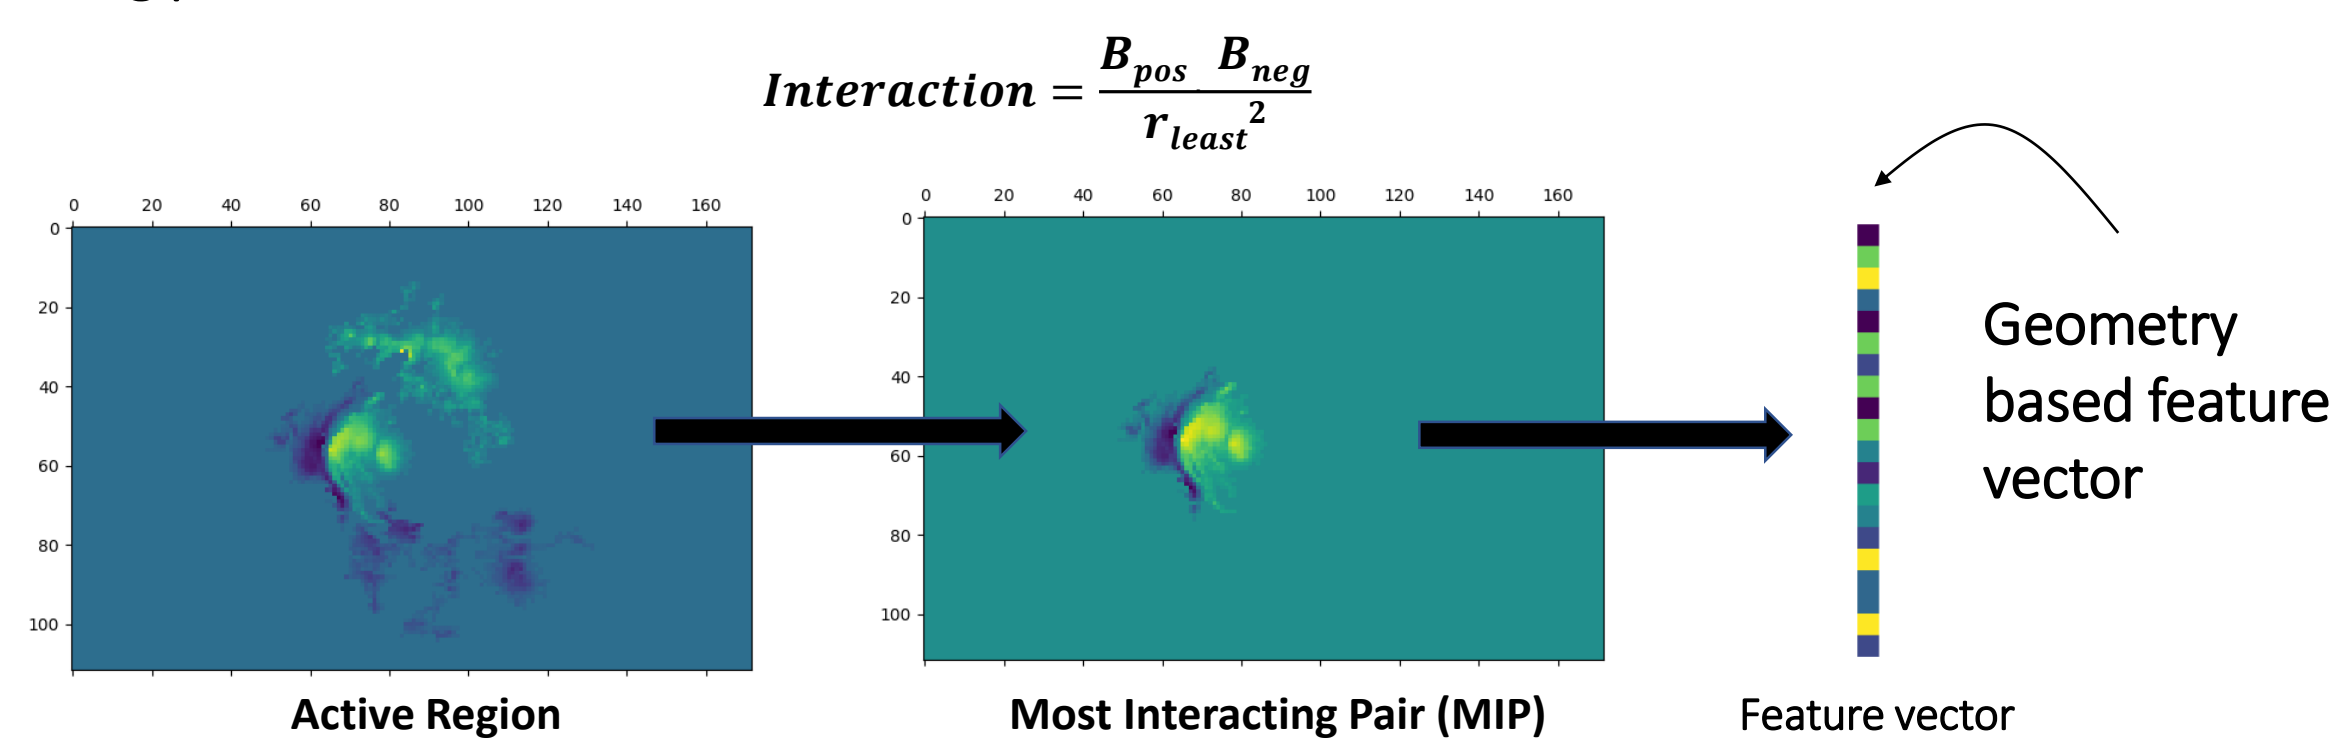 Interaction = B_pos B_neg / r_least^2
0 20 40 60 80 100 120 140 160
0
20
40
60
80
100
Active Region
0 20 40 60 80 100 120 140 160
0
20
40
60
80
100
Most Interacting Pair (MIP)
Geometry
based feature
vector
Feature vector